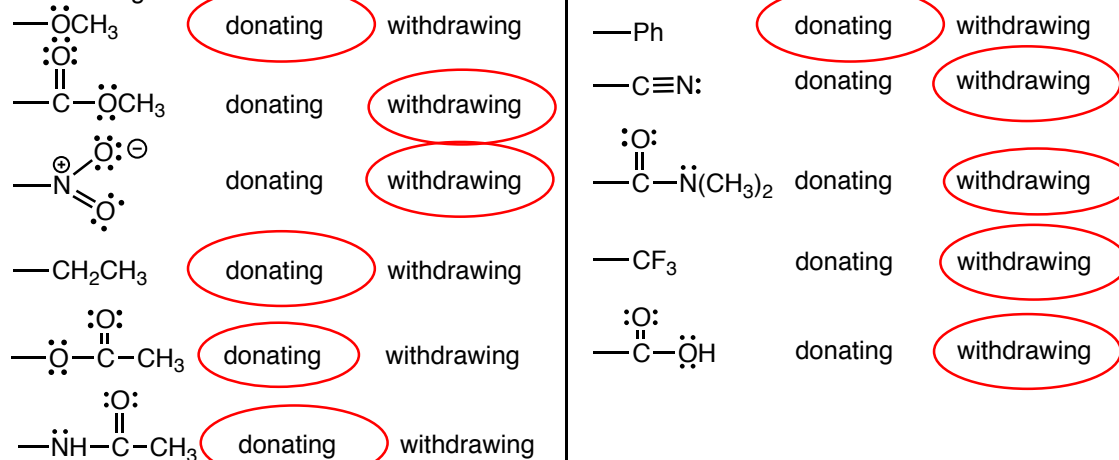 —ÖCH₃ donating withdrawing
:O:
—C—ÖCH₃ donating withdrawing
O: ⊖
—N⊕
O donating withdrawing
—CH₂CH₃ donating withdrawing
:O:
—O—C—CH₃ donating withdrawing
:O:
—NH—C—CH₃ donating withdrawing
—Ph donating withdrawing
—C≡N: donating withdrawing
:O:
—C—N(CH₃)₂ donating withdrawing
—CF₃ donating withdrawing
:O:
—C—OH donating withdrawing